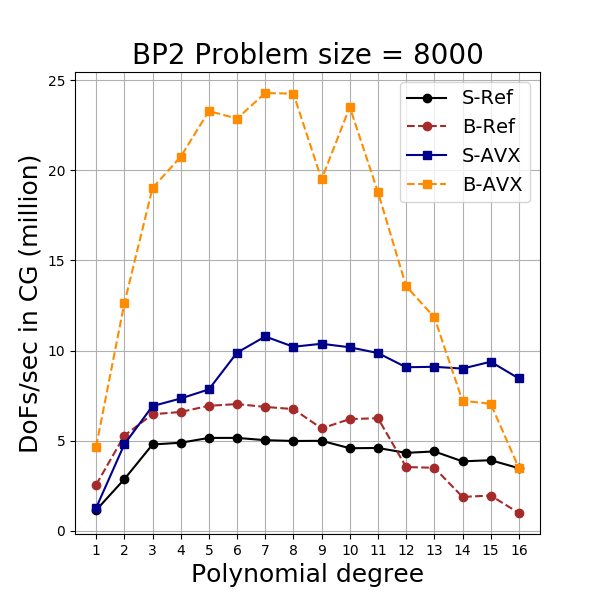 BP2 Problem size = 8000
DoFs/sec in CG (million)
25
20
15
10
5
0
S-Ref
B-Ref
S-AVX
B-AVX
1 2 3 4 5 6 7 8 9 10 11 12 13 14 15 16
Polynomial degree